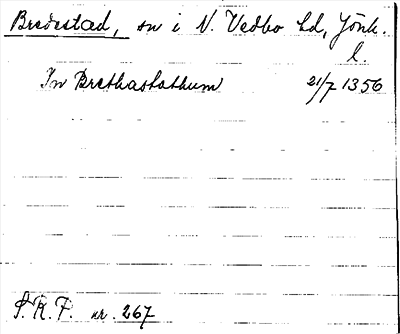 Bredestad, sn i N. Vedbo hd, Jönk.
l.
In Brethastathum 21/7 1356
S.R.P. nr. 267